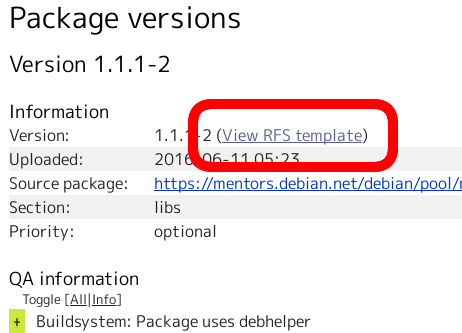 Package versions
Version 1.1.1-2
Information
Version: 1.1.1-2 (View RFS template)
Uploaded: 2016-06-11 05:23
Source package: https://mentors.debian.net/debian/pool/
Section: libs
Priority: optional
QA information
Toggle [All|Info]
+ Buildsystem: Package uses debhelper